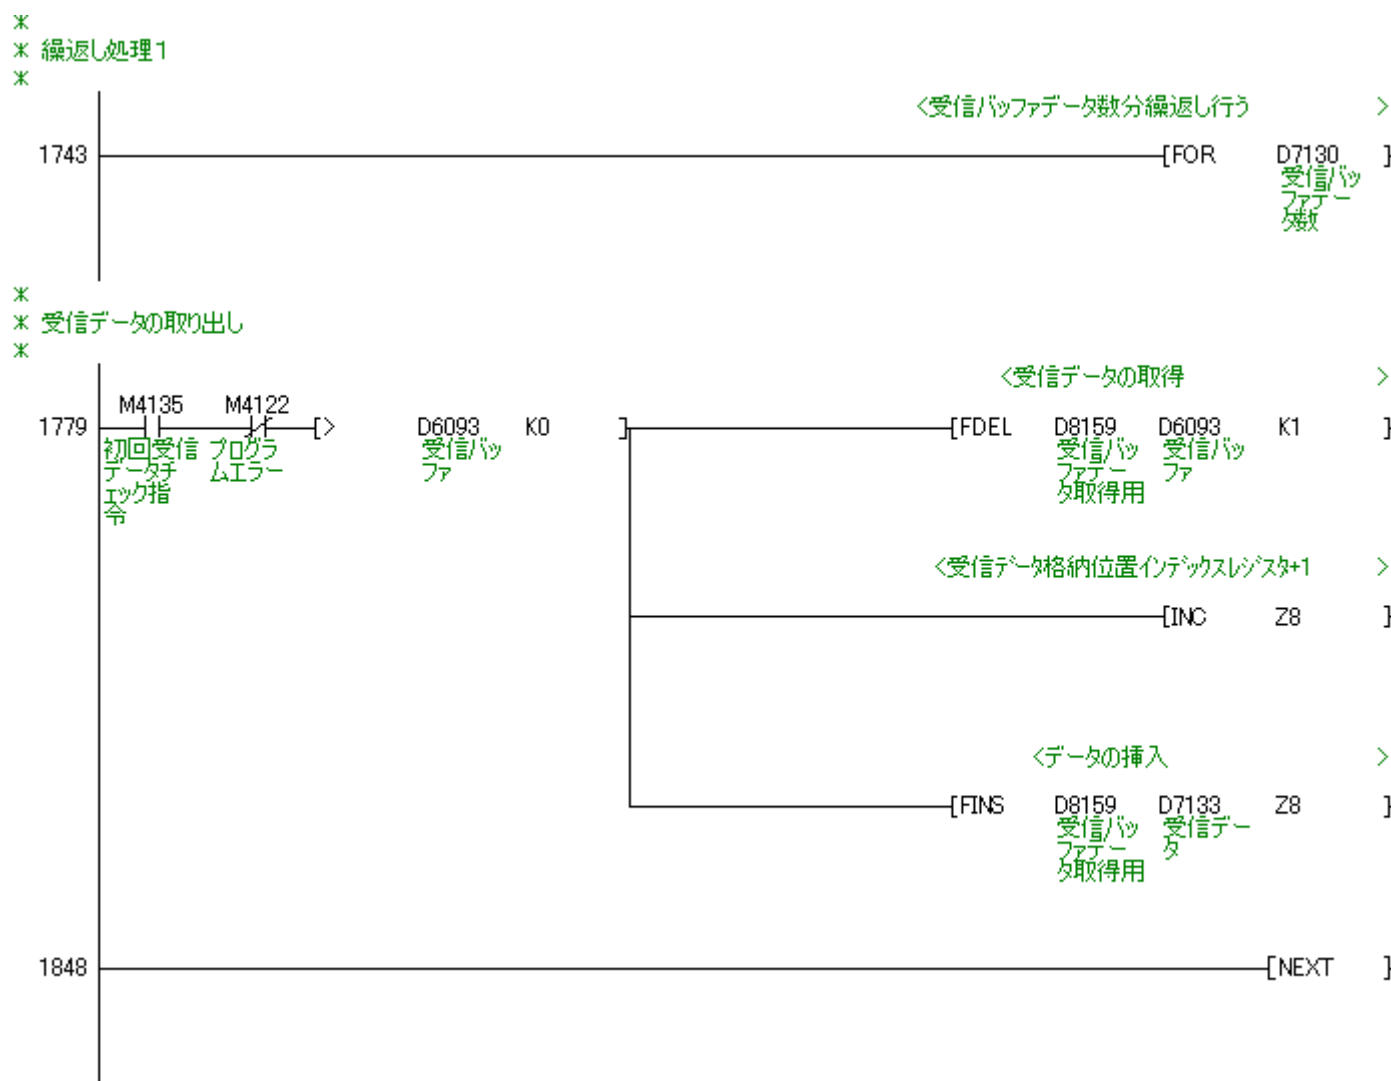 *
* 繰返し処理1
*
<受信バッファデータ数分繰返し行う >
1743 [FOR D7130 ]
受信バッ
ファデー
タ数
*
* 受信データの取り出し
*
<受信データの取得 >
M4135 M4122
1779 [> D6093 K0 ] [FDEL D8159 D6093 K1 ]
初回受信 プログラ 受信バッ 受信バッ 受信バッ
データチ ムエラー ファ ファデー ファ
ェック指 タ取得用
令
<受信データ格納位置インデックスレジスタ+1 >
[INC Z8 ]
<データの挿入 >
[FINS D8159 D7133 Z8 ]
受信バッ 受信デー
ファデー タ
タ取得用
1848 [NEXT ]